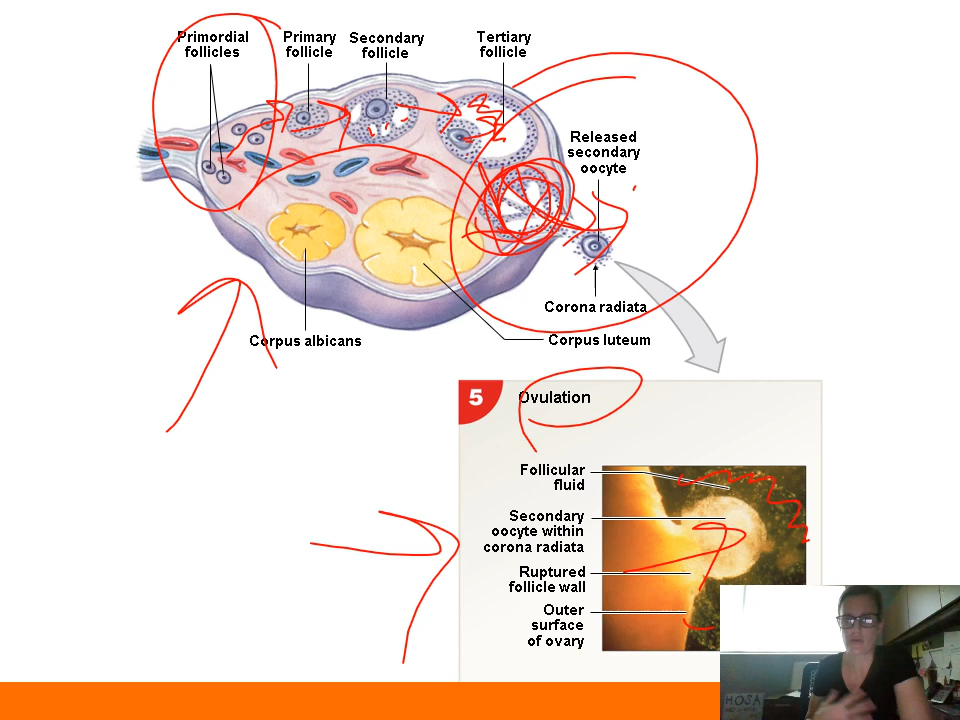 Primordial
follicles
Primary
follicle
Secondary
follicle
Tertiary
follicle
Released
secondary
oocyte
Corona radiata
Corpus albicans
Corpus luteum
5
Ovulation
Follicular
fluid
Secondary
oocyte within
corona radiata
Ruptured
follicle wall
Outer
surface
of ovary
HOSA